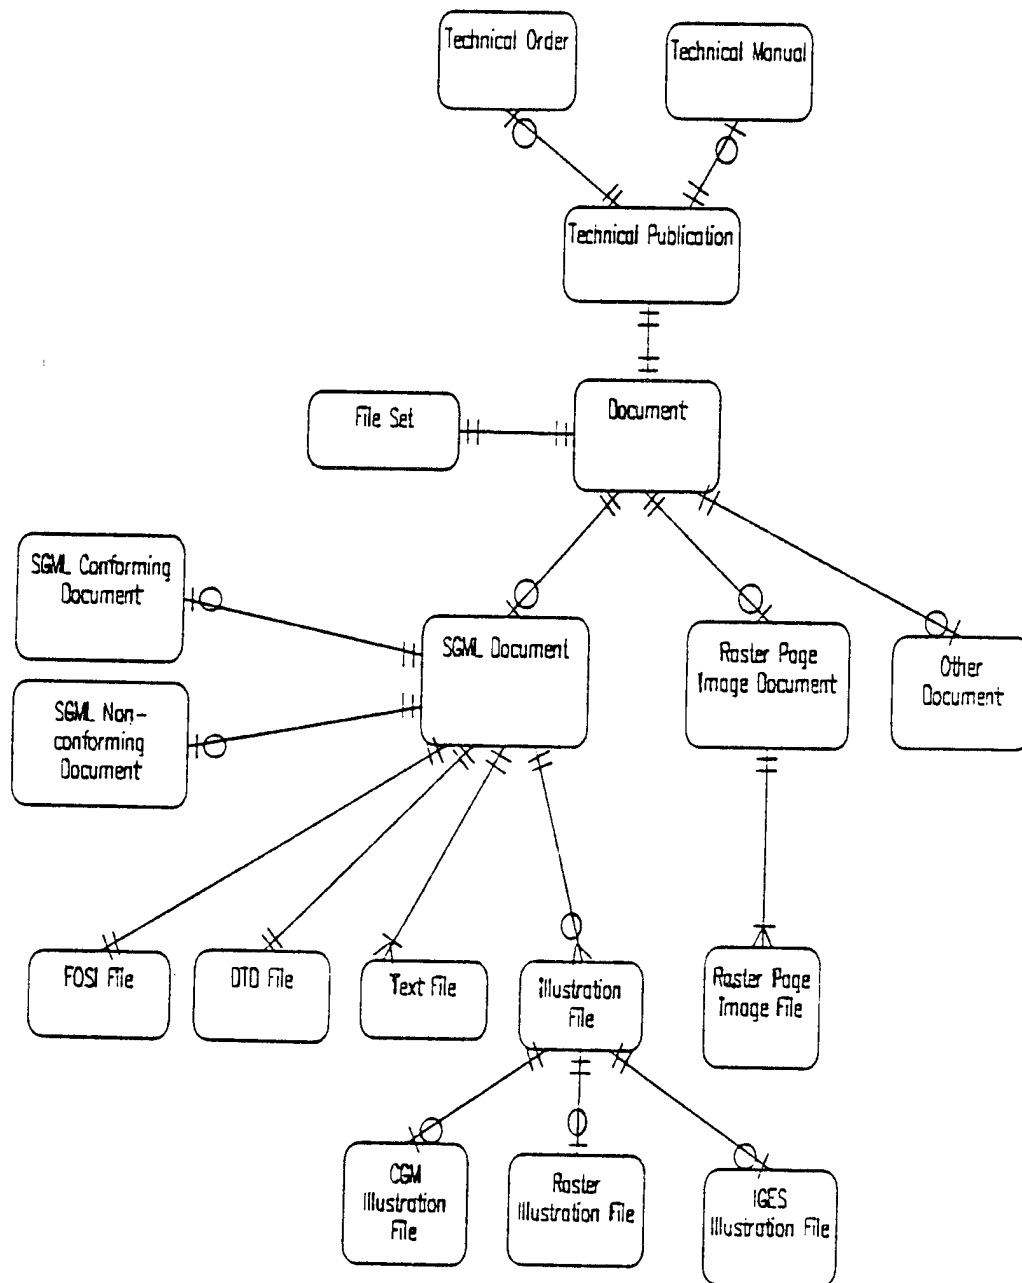 Technical Order
Technical Manual
Technical Publication
Document
File Set
SGML Conforming
Document
SGML Document
Raster Page
Image Document
Other
Document
SGML Non-
conforming
Document
FOSI File
DTD File
Text File
Illustration
File
Raster Page
Image File
CGM
Illustration
File
Raster
Illustration File
IGES
Illustration File